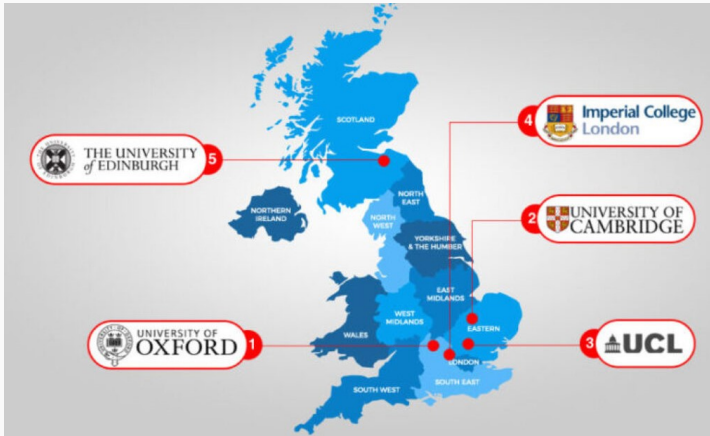 SCOTLAND
4
Imperial College
London
THE UNIVERSITY
of EDINBURGH
5
NORTH
EAST
NORTHERN
IRELAND
NORTH
WEST
2
UNIVERSITY OF
CAMBRIDGE
YORKSHIRE
& THE HUMBER
EAST
MIDLANDS
WEST
MIDLANDS
EASTERN
UNIVERSITY OF
OXFORD
1
WALES
3
UCL
LONDON
SOUTH EAST
SOUTH WEST